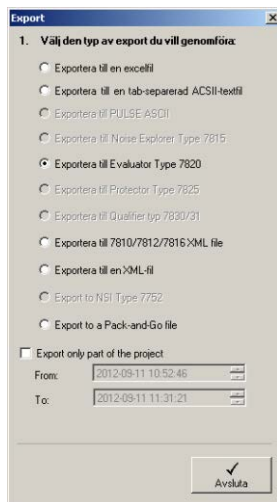 Export
1. Välj den typ av export du vill genomföra:
Exportera till en excelfil
Exportera till en tab-separerad ACSII-textfil
Exportera till PULSE ASCII
Exportera till Noise Explorer Type 7815
Exportera till Evaluator Type 7820
Exportera till Protector Type 7825
Exportera till Qualifier typ 7830/31
Exportera till 7810/7812/7816 XML file
Exportera till en XML-fil
Export to NSI Type 7752
Export to a Pack-and-Go file
Export only part of the project
From: 2012-09-11 10:52:46
To: 2012-09-11 11:31:21
Avsluta